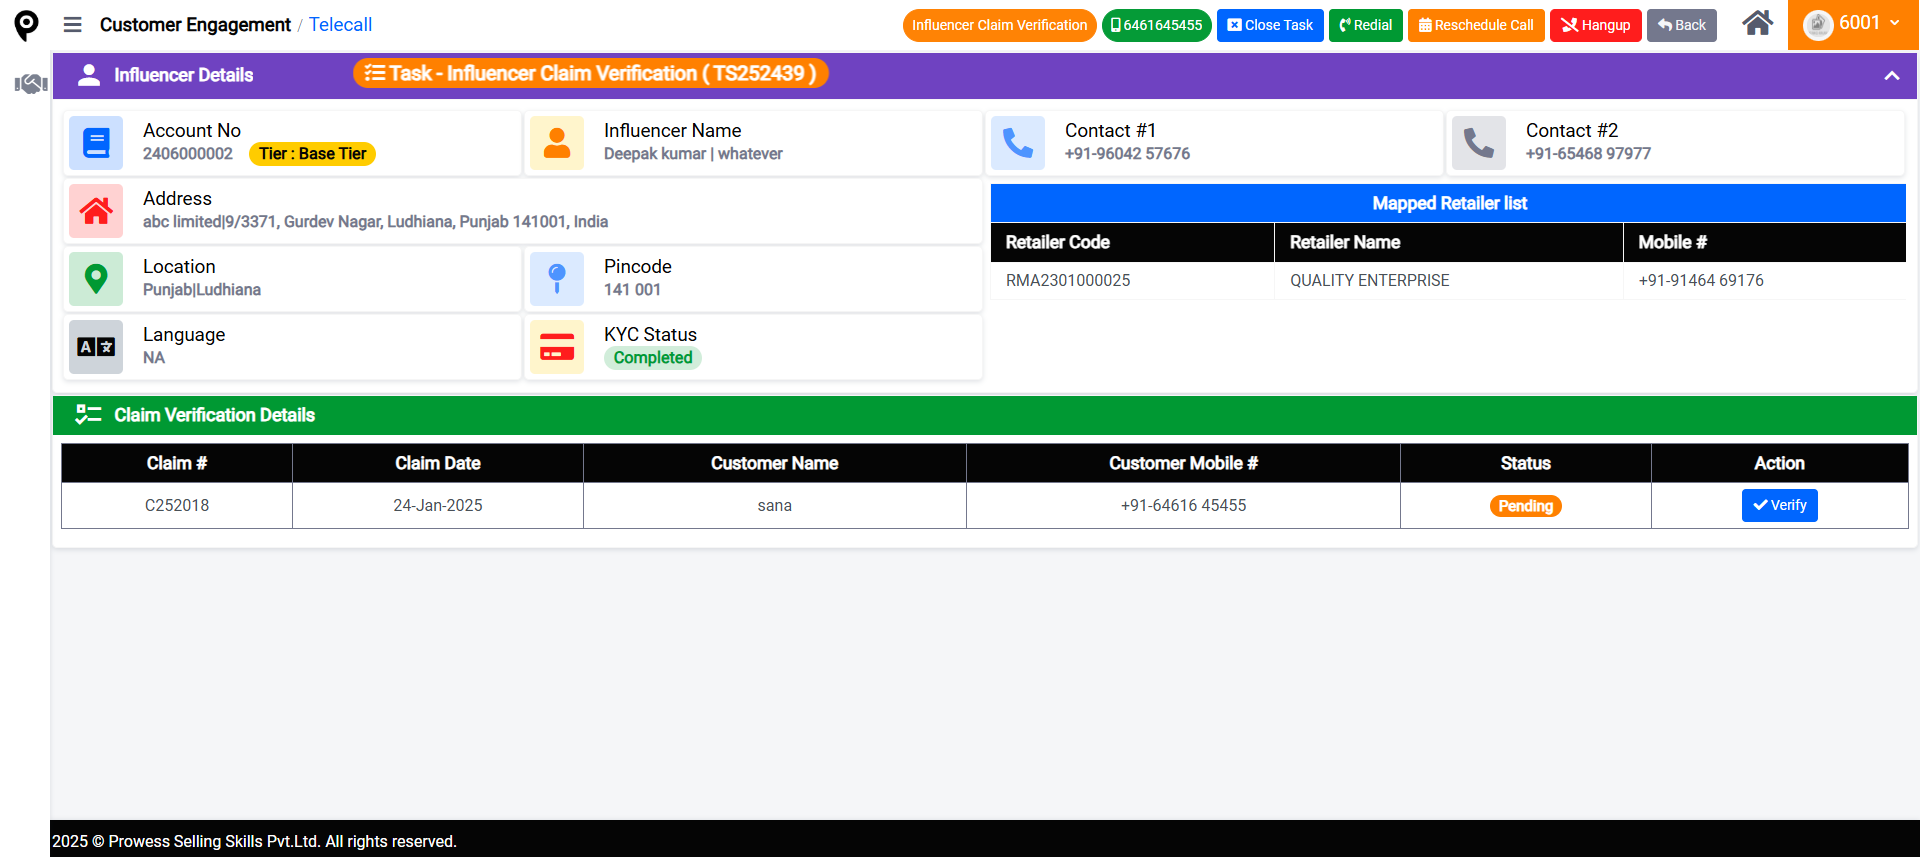 Customer Engagement / Telecall
Influencer Claim Verification
6461645455
Close Task
Redial
Reschedule Call
Hangup
Back
6001
Influencer Details
Task - Influencer Claim Verification ( TS252439 )
Account No
2406000002 Tier : Base Tier
Influencer Name
Deepak kumar | whatever
Contact #1
+91-96042 57676
Contact #2
+91-65468 97977
Address
abc limited|9/3371, Gurdev Nagar, Ludhiana, Punjab 141001, India
Mapped Retailer list
Retailer Code Retailer Name Mobile #
RMA2301000025 QUALITY ENTERPRISE +91-91464 69176
Location
Punjab|Ludhiana
Pincode
141 001
Language
NA
KYC Status
Completed
Claim Verification Details
Claim # Claim Date Customer Name Customer Mobile # Status Action
C252018 24-Jan-2025 sana +91-64616 45455 Pending Verify
2025 © Prowess Selling Skills Pvt.Ltd. All rights reserved.